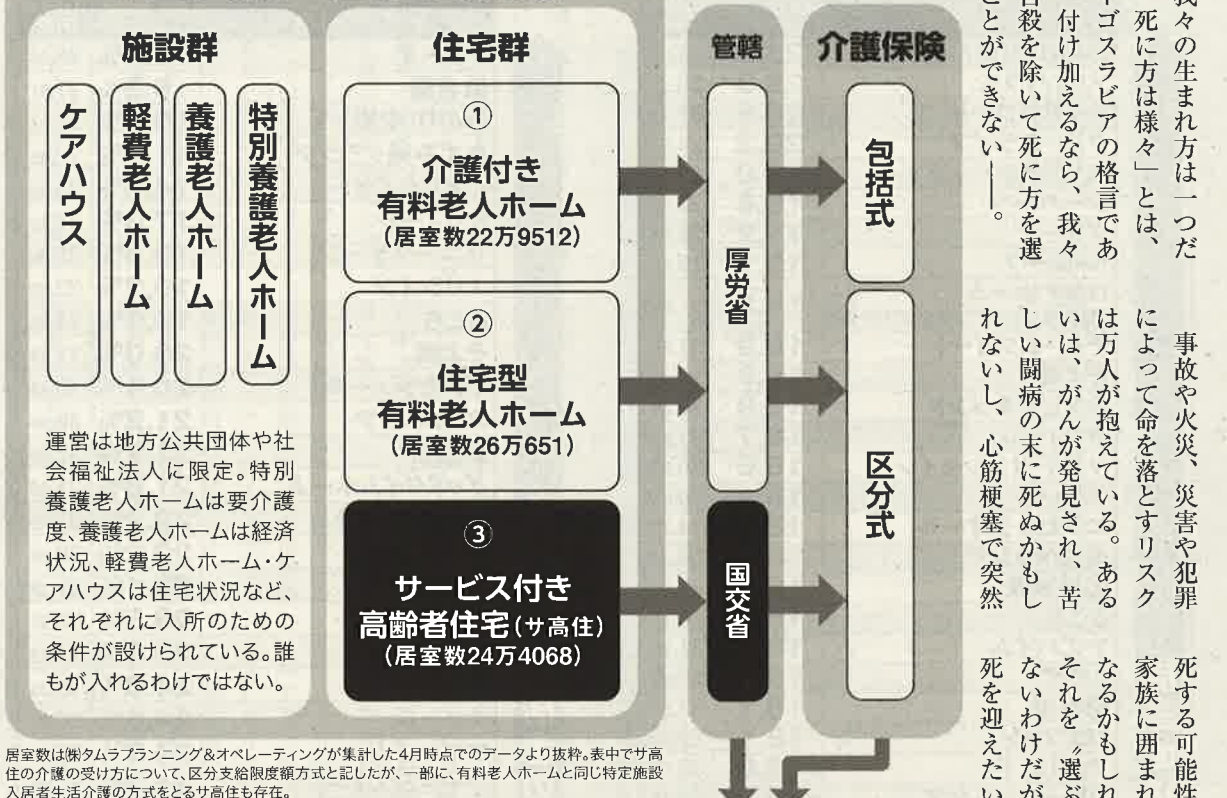 施設群
ケアハウス
軽費老人ホーム
養護老人ホーム
特別養護老人ホーム
運営は地方公共団体や社
会福祉法人に限定。特別
養護老人ホームは要介護
度、養護老人ホームは経済
状況、軽費老人ホーム・ケ
アハウスは住宅状況など、
それぞれに入所のための
条件が設けられている。誰
もが入れるわけではない。
住宅群
①
介護付き
有料老人ホーム
(居室数22万9512)
②
住宅型
有料老人ホーム
(居室数26万651)
③
サービス付き
高齢者住宅(サ高住)
(居室数24万4068)
管轄
厚労省
国交省
介護保険
包括式
区分式
居室数は㈱タムラプランニング&オペレーティングが集計した4月時点でのデータより抜粋。表中でサ高
住の介護の受け方について、区分支給限度額方式と記したが、一部に、有料老人ホームと同じ特定施設
入居者生活介護の方式をとるサ高住も存在。
我々の生まれ方は一つだ
死に方は様々」とは、
ゴスラビアの格言であ
付け加えるなら、我々
殺を除いて死に方を選
とができない――。
事故や火災、災害や犯罪
によって命を落とすリスク
は万人が抱えている。ある
いは、がんが発見され、苦
しい闘病の末に死ぬかもし
れないし、心筋梗塞で突然
死する可能性
家族に囲まれ
なるかもしれ
それを〝選ぶ
ないわけだが
死を迎えたい